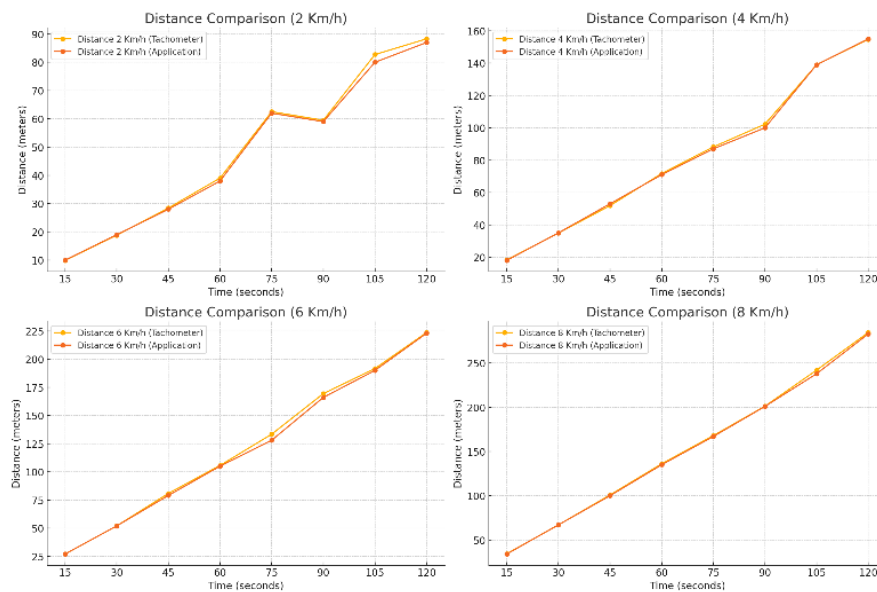 Distance Comparison (2 Km/h)
Distance 2 Km/h (Tachometer)
Distance 2 Km/h (Application)
Distance (meters)
90
80
70
60
50
40
30
20
10
15 30 45 60 75 90 105 120
Time (seconds)
Distance Comparison (4 Km/h)
Distance 4 Km/h (Tachometer)
Distance 4 Km/h (Application)
Distance (meters)
160
140
120
100
80
60
40
20
15 30 45 60 75 90 105 120
Time (seconds)
Distance Comparison (6 Km/h)
Distance 6 Km/h (Tachometer)
Distance 6 Km/h (Application)
Distance (meters)
225
200
175
150
125
100
75
50
25
15 30 45 60 75 90 105 120
Time (seconds)
Distance Comparison (8 Km/h)
Distance 8 Km/h (Tachometer)
Distance 8 Km/h (Application)
Distance (meters)
250
200
150
100
50
15 30 45 60 75 90 105 120
Time (seconds)